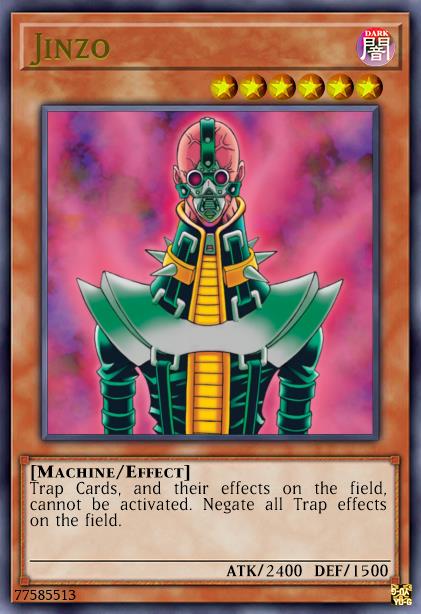 JINZO
DARK
闇
[MACHINE/EFFECT]
Trap Cards, and their effects on the field,
cannot be activated. Negate all Trap effects
on the field.
ATK/2400 DEF/1500
77585513